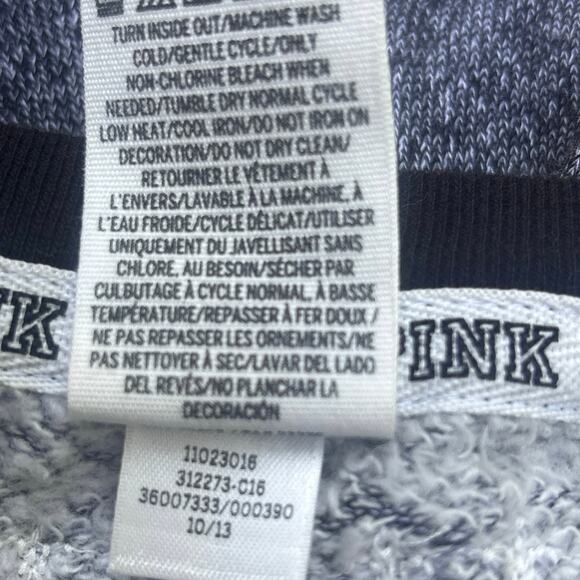 TURN INSIDE OUT/MACHINE WASH
COLD/GENTLE CYCLE/ONLY
NON-CHLORINE BLEACH WHEN
NEEDED/TUMBLE DRY NORMAL CYCLE
LOW HEAT/COOL IRON/DO NOT IRON ON
DECORATION/DO NOT DRY CLEAN/
RETOURNER LE VÊTEMENT À
L'ENVERS/LAVABLE À LA MACHINE, À
L'EAU FROIDE/CYCLE DÉLICAT/UTILISER
UNIQUEMENT DU JAVELLISANT SANS
CHLORE, AU BESOIN/SÉCHER PAR
CULBUTAGE À CYCLE NORMAL, À BASSE
TEMPÉRATURE/REPASSER À FER DOUX/
NE PAS REPASSER LES ORNEMENTS/NE
PAS NETTOYER À SEC/LAVAR DEL LADO
DEL REVÉS/NO PLANCHAR LA
DECORACIÓN
NK
PINK
11023016
312273-C16
36007333/000390
10/13